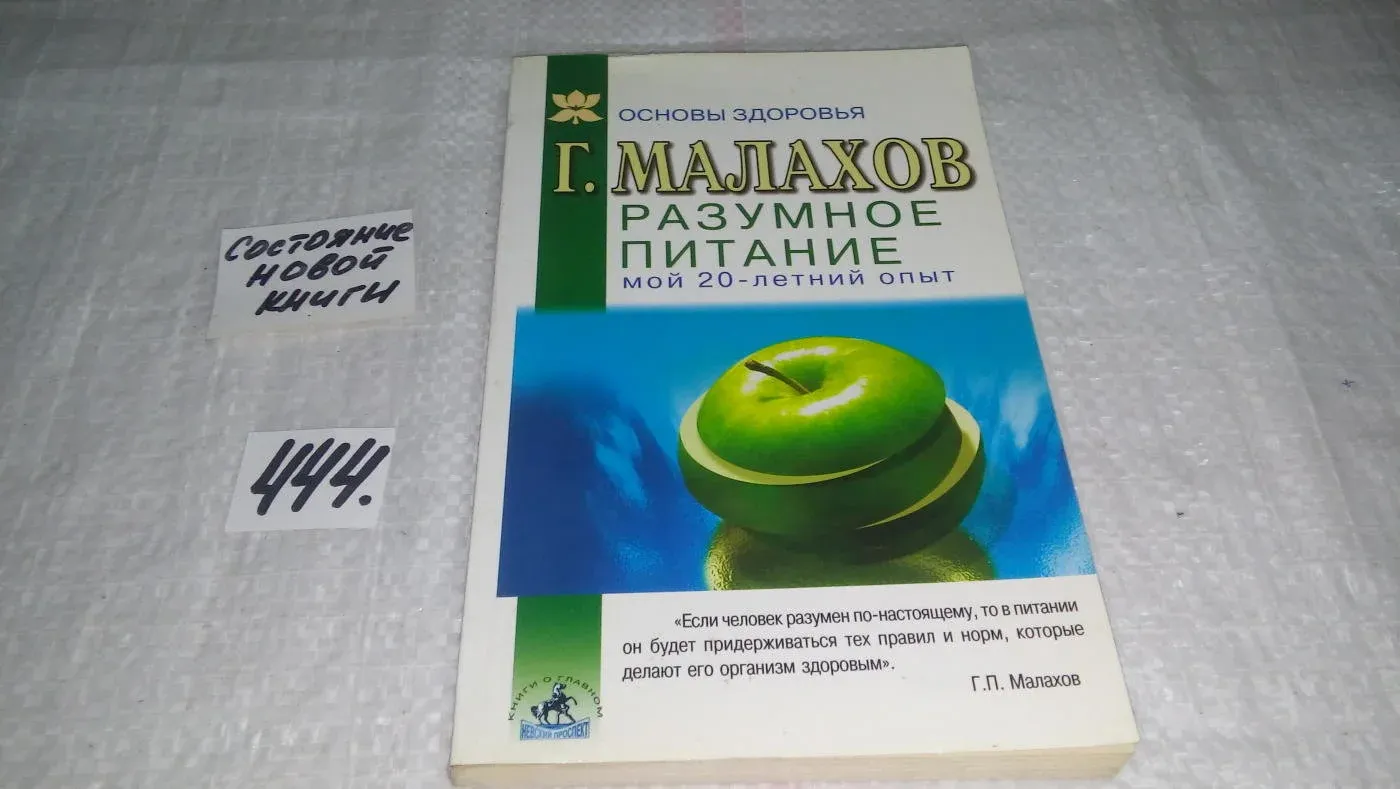 Состояние
новой
книги
444.
ОСНОВЫ ЗДОРОВЬЯ
Г. МАЛАХОВ
РАЗУМНОЕ
ПИТАНИЕ
МОЙ 20-ЛЕТНИЙ ОПЫТ
«Если человек разумен по-настоящему, то в питании
он будет придерживаться тех правил и норм, которые
делают его организм здоровым».
Г.П. Малахов
КНИГИ О ГЛАВНОМ
НЕВСКИЙ ПРОСПЕКТ